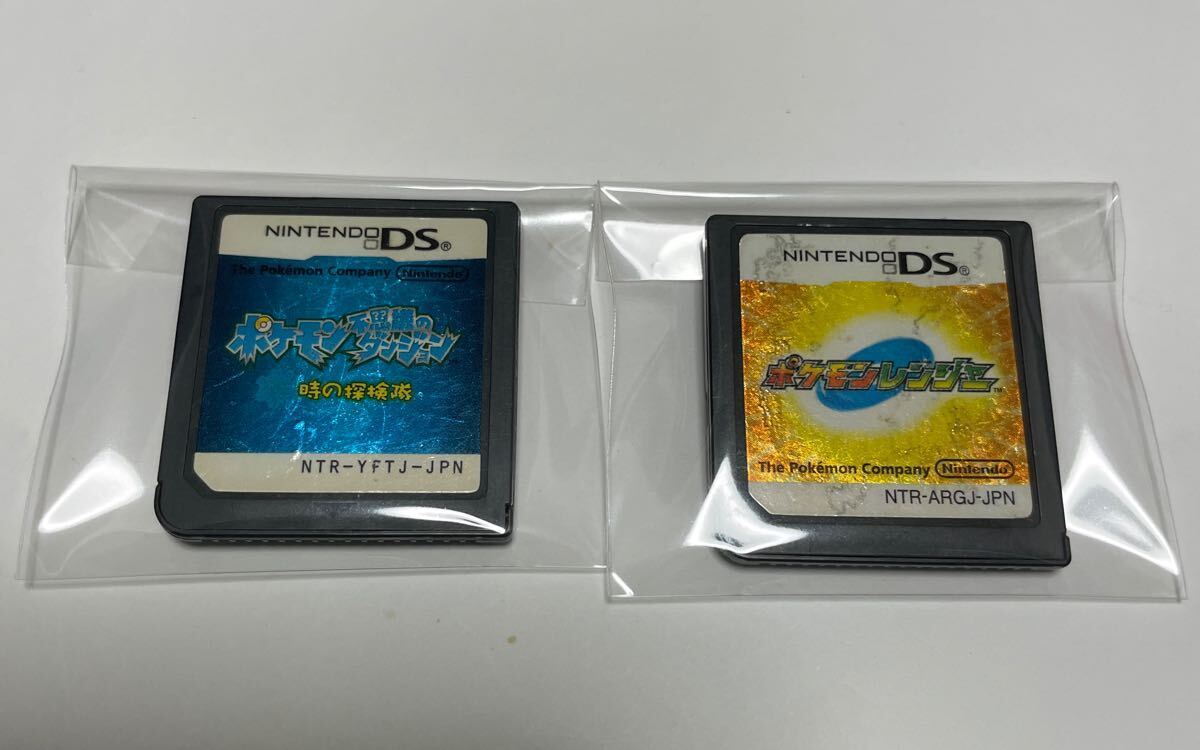 NINTENDO DS®
The Pokémon Company Nintendo
ポケモン不思議のダンジョン
時の探検隊
NTR-YFTJ-JPN
NINTENDO DS®
ポケモンレンジャー™
The Pokémon Company Nintendo
NTR-ARGJ-JPN